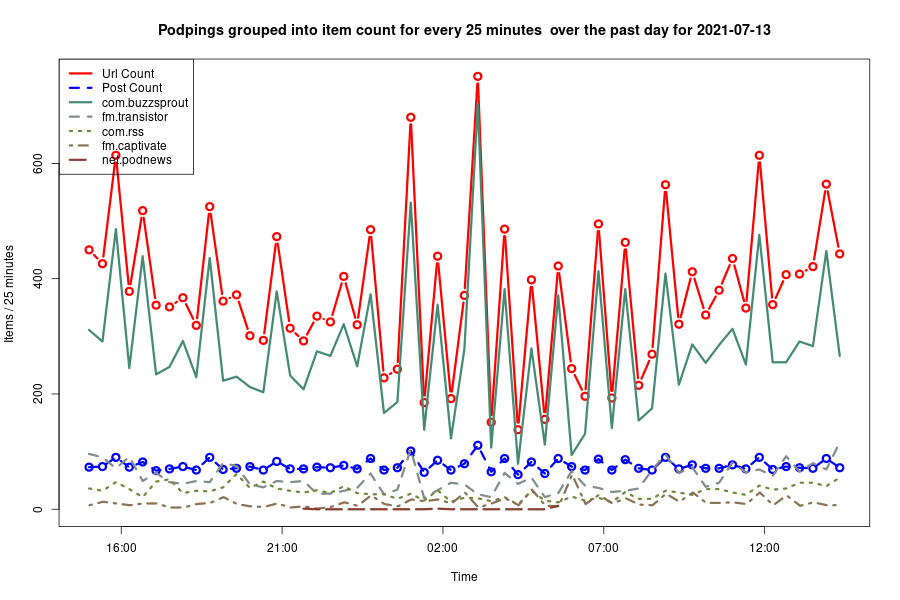 Podpings grouped into item count for every 25 minutes  over the past day for 2021-07-13
Url Count
Post Count
com.buzzsprout
fm.transistor
com.rss
fm.captivate
net.podnews
600
400
200
0
Items / 25 minutes
16:00
21:00
02:00
07:00
12:00
Time